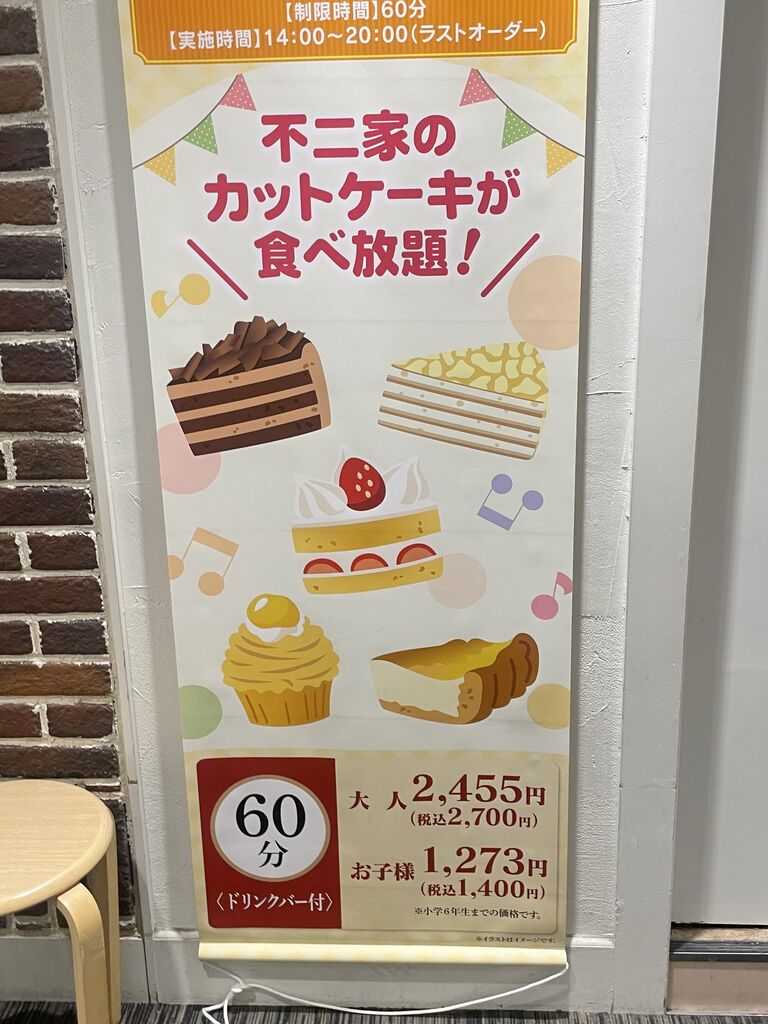 【制限時間】60分
【実施時間】14:00～20:00(ラストオーダー)
不二家の
カットケーキが
食べ放題!
60
分
〈ドリンクバー付〉
大人 2,455円
(税込2,700円)
お子様 1,273円
(税込1,400円)
※小学6年生までの価格です。
※イラストはイメージです。